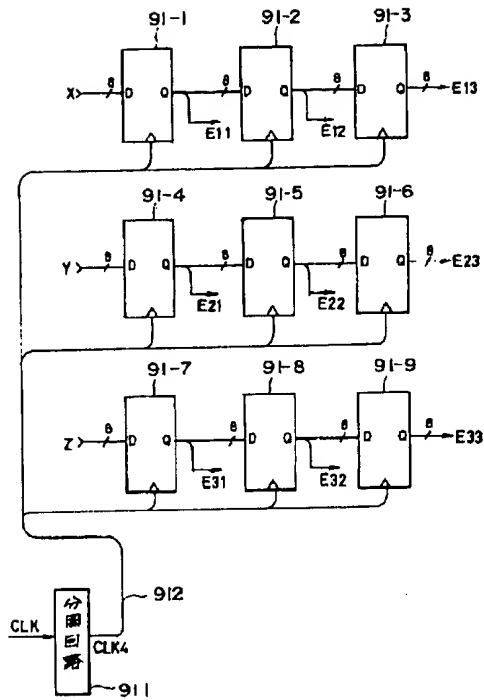 91-1 91-2 91-3
X 8 D Q 8 D Q 8 D Q 8 E13
E11 E12
91-4 91-5 91-6
Y 8 D Q 8 D Q 8 D Q 8 E23
E21 E22
91-7 91-8 91-9
Z 8 D Q 8 D Q 8 D Q 8 E33
E31 E32
912
CLK 分周回路 CLK4
911